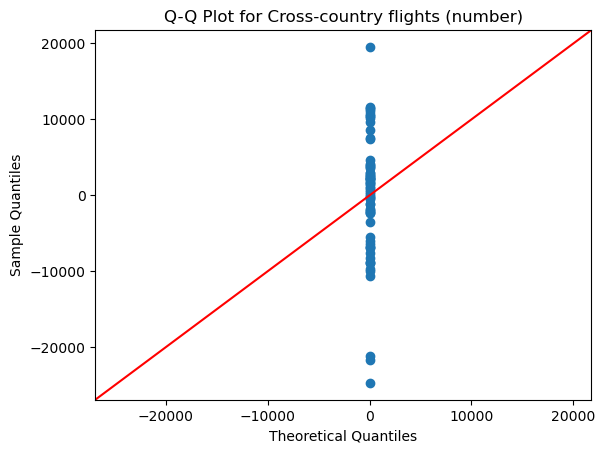 Q-Q Plot for Cross-country flights (number)
20000
10000
0
−10000
−20000
Sample Quantiles
−20000 −10000 0 10000 20000
Theoretical Quantiles